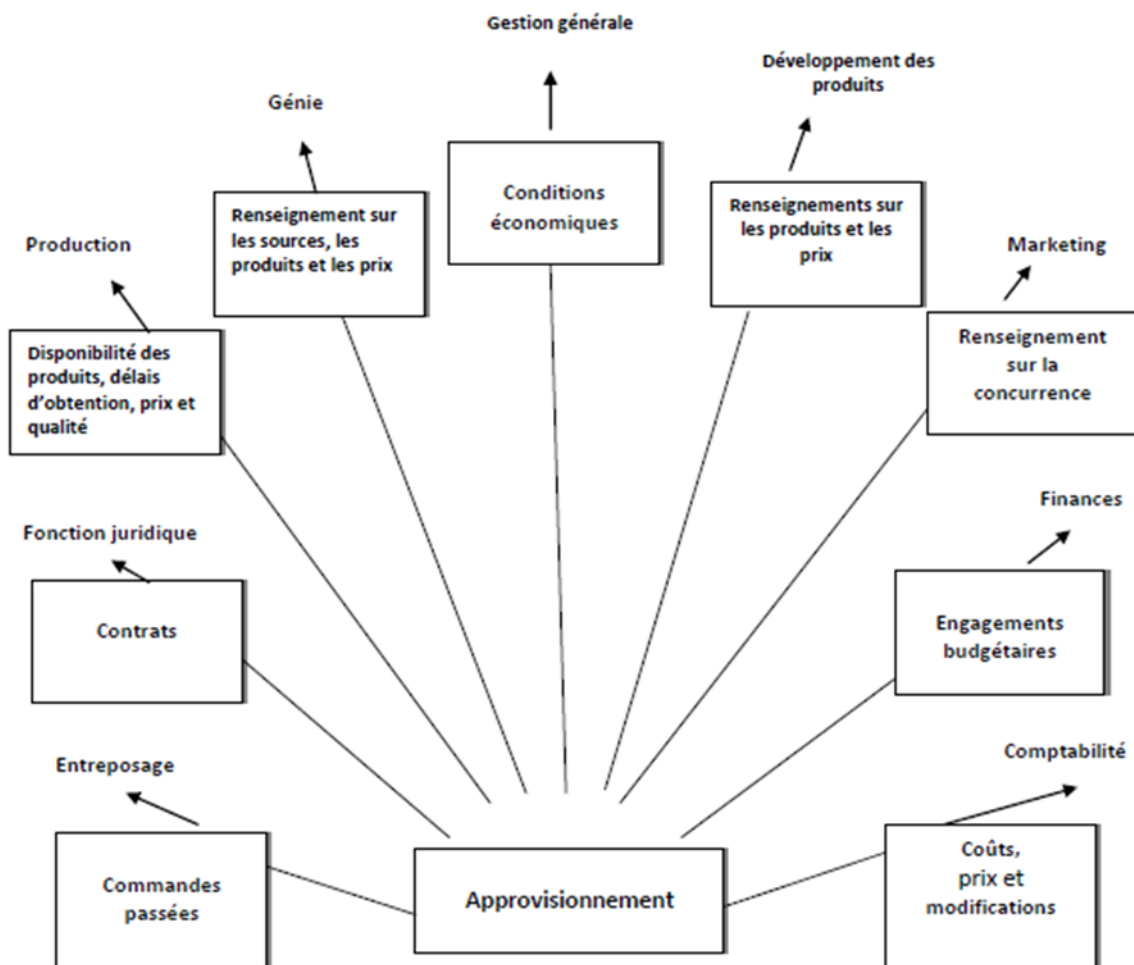 Gestion générale
Développement des
produits
Génie
Conditions
économiques
Renseignement sur
les sources, les
produits et les prix
Renseignements sur
les produits et les
prix
Production
Marketing
Disponibilité des
produits, délais
d'obtention, prix et
qualité
Renseignement
sur la
concurrence
Fonction juridique
Finances
Contrats
Engagements
budgétaires
Entreposage
Comptabilité
Commandes
passées
Approvisionnement
Coûts,
prix et
modifications